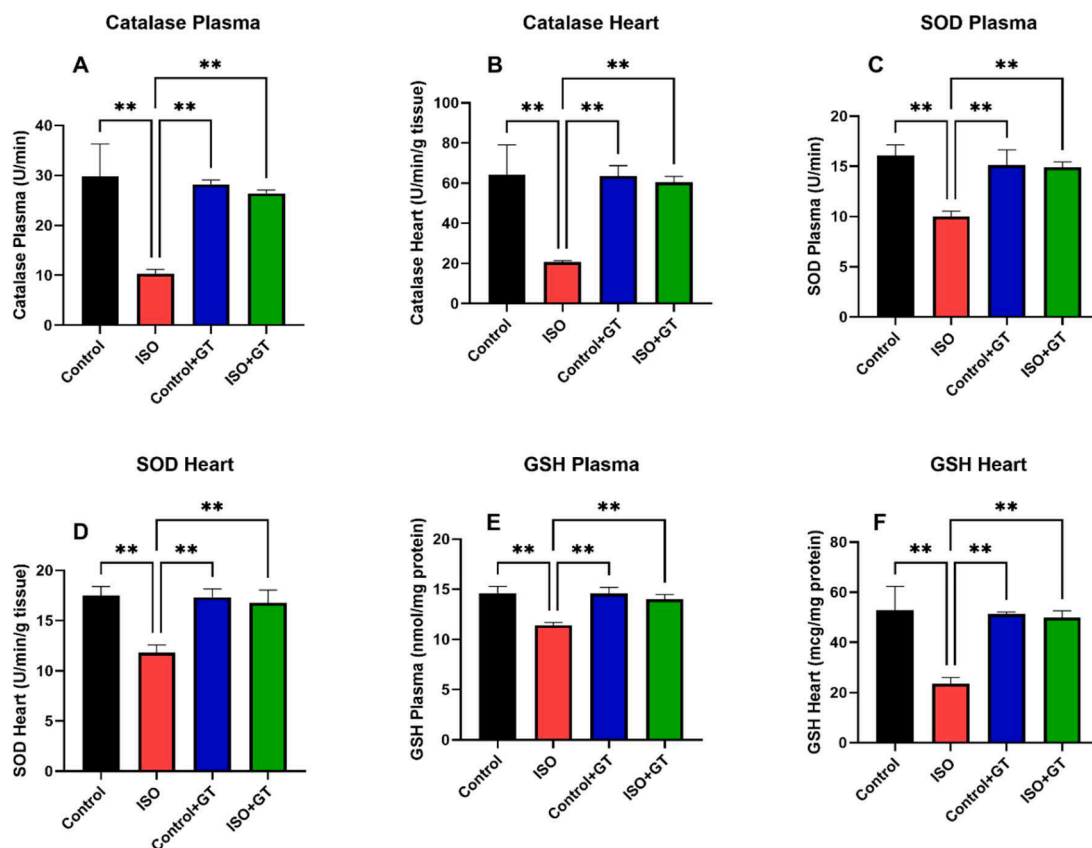 Catalase Plasma
A
**
** **
Catalase Plasma (U/min)
40
30
20
10
0
Control
ISO
Control+GT
ISO+GT
Catalase Heart
B
**
** **
Catalase Heart (U/min/g tissue)
100
80
60
40
20
0
Control
ISO
Control+GT
ISO+GT
SOD Plasma
C
**
** **
SOD Plasma (U/min)
20
15
10
5
0
Control
ISO
Control+GT
ISO+GT
SOD Heart
D
**
** **
SOD Heart (U/min/g tissue)
20
15
10
5
0
Control
ISO
Control+GT
ISO+GT
GSH Plasma
E
**
** **
GSH Plasma (nmol/mg protein)
20
15
10
5
0
Control
ISO
Control+GT
ISO+GT
GSH Heart
F
**
** **
GSH Heart (mcg/mg protein)
80
60
40
20
0
Control
ISO
Control+GT
ISO+GT